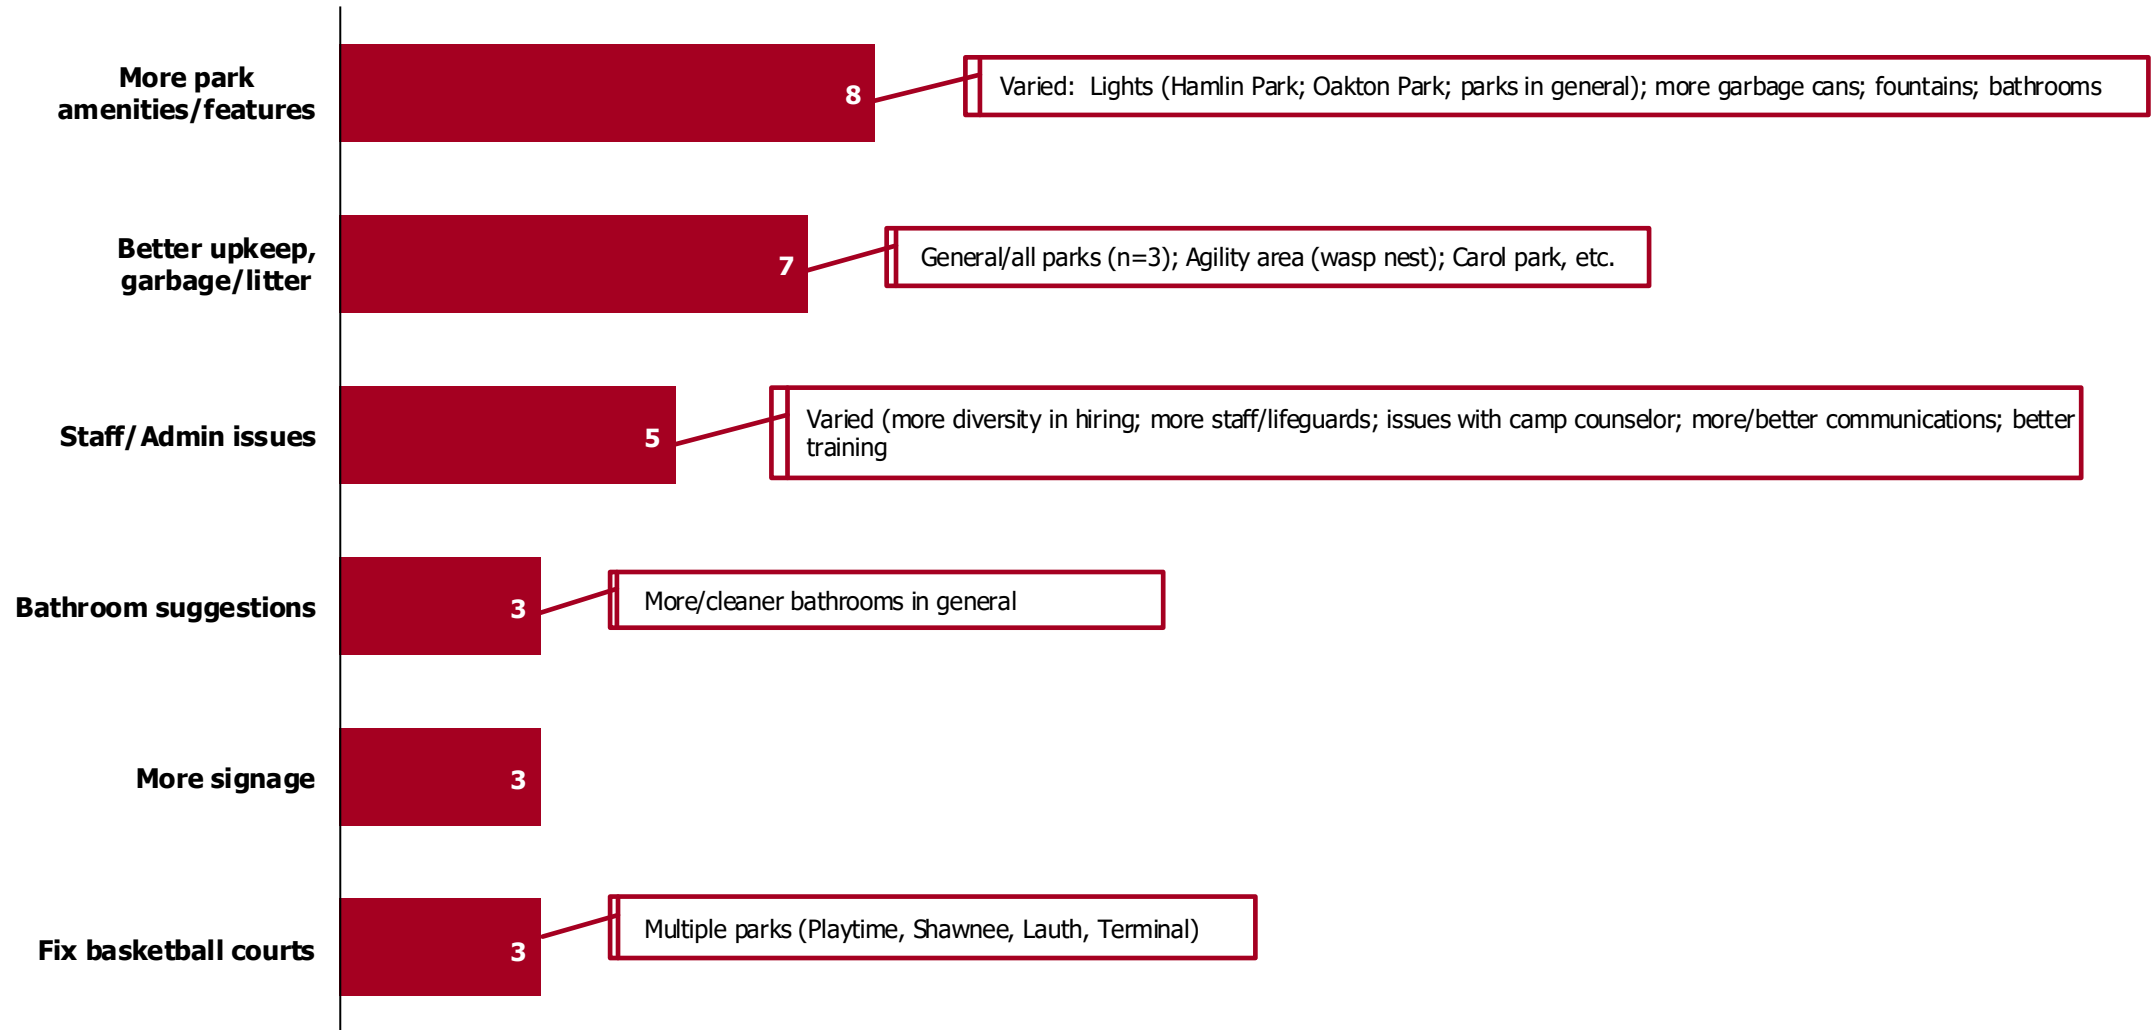 More park
amenities/features
8
Varied:  Lights (Hamlin Park; Oakton Park; parks in general); more garbage cans; fountains; bathrooms
Better upkeep,
garbage/litter
7
General/all parks (n=3); Agility area (wasp nest); Carol park, etc.
Staff/Admin issues
5
Varied (more diversity in hiring; more staff/lifeguards; issues with camp counselor; more/better communications; better
training
Bathroom suggestions
3
More/cleaner bathrooms in general
More signage
3
Fix basketball courts
3
Multiple parks (Playtime, Shawnee, Lauth, Terminal)